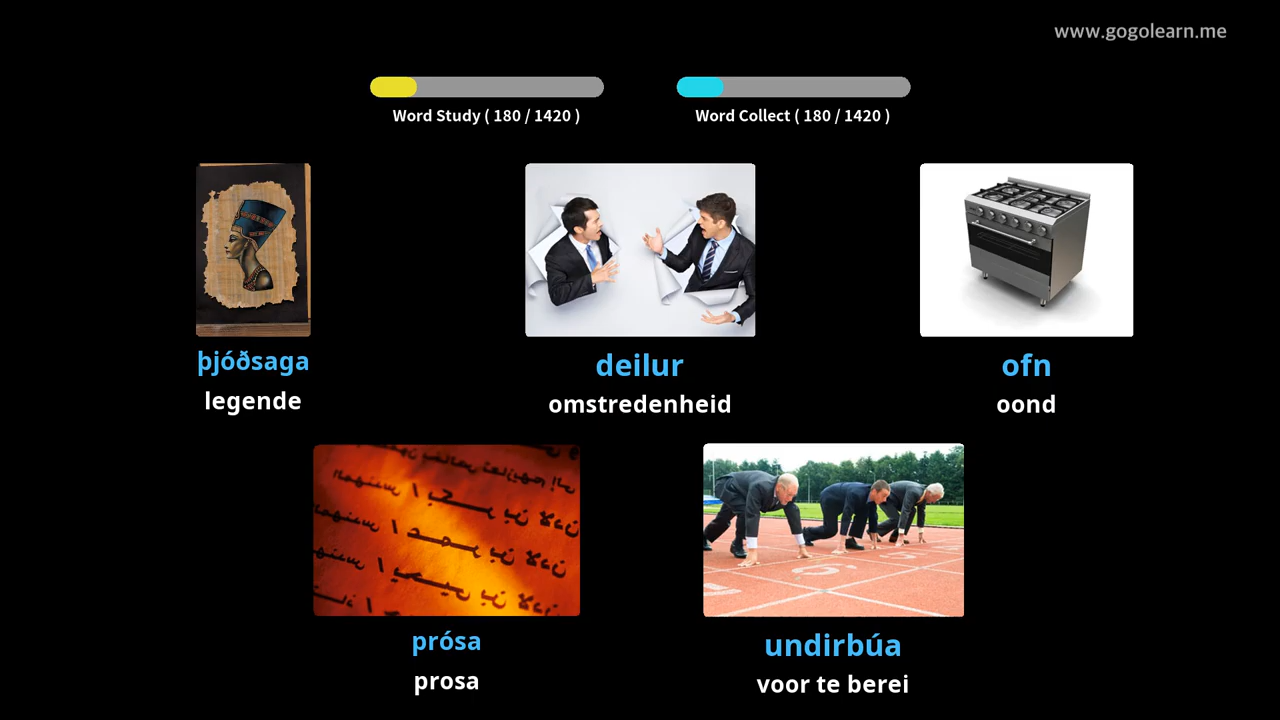 www.gogolearn.me
Word Study ( 180 / 1420 )
Word Collect ( 180 / 1420 )
þjóðsaga
legende
deilur
omstredenheid
ofn
oond
prósa
prosa
undirbúa
voor te berei